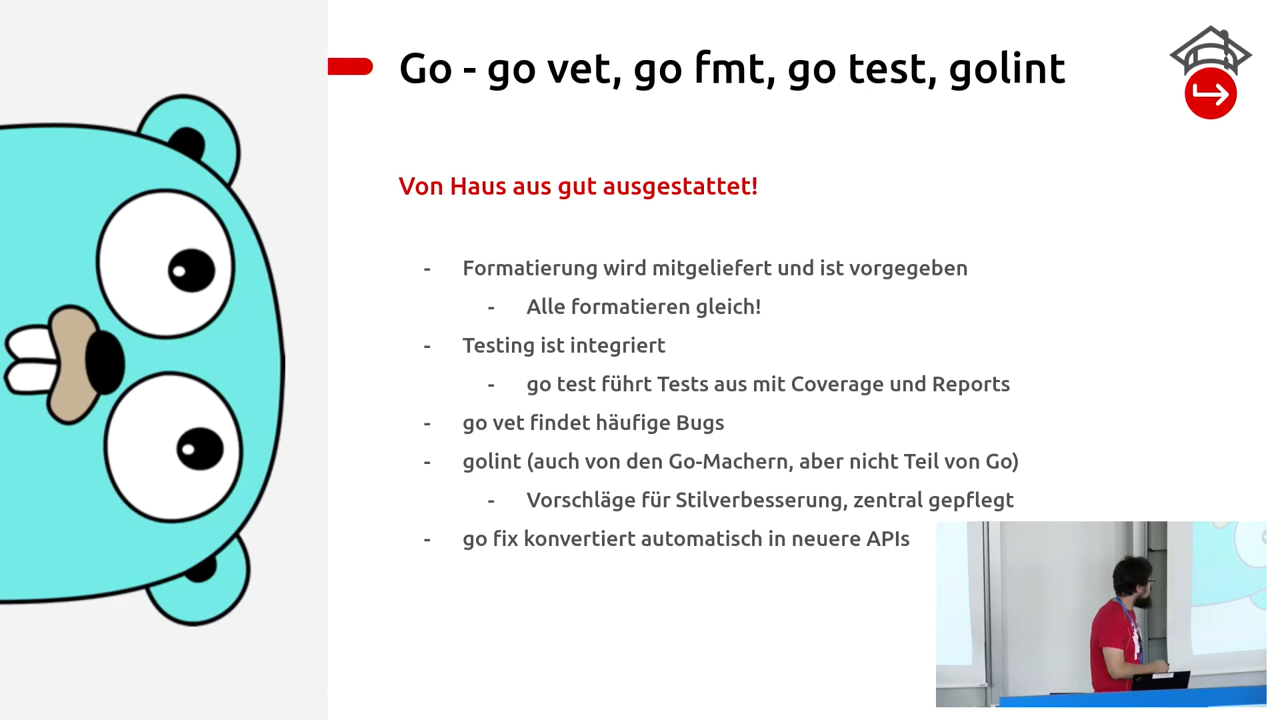 Go - go vet, go fmt, go test, golint
Von Haus aus gut ausgestattet!
- Formatierung wird mitgeliefert und ist vorgegeben
- Alle formatieren gleich!
- Testing ist integriert
- go test führt Tests aus mit Coverage und Reports
- go vet findet häufige Bugs
- golint (auch von den Go-Machern, aber nicht Teil von Go)
- Vorschläge für Stilverbesserung, zentral gepflegt
- go fix konvertiert automatisch in neuere APIs